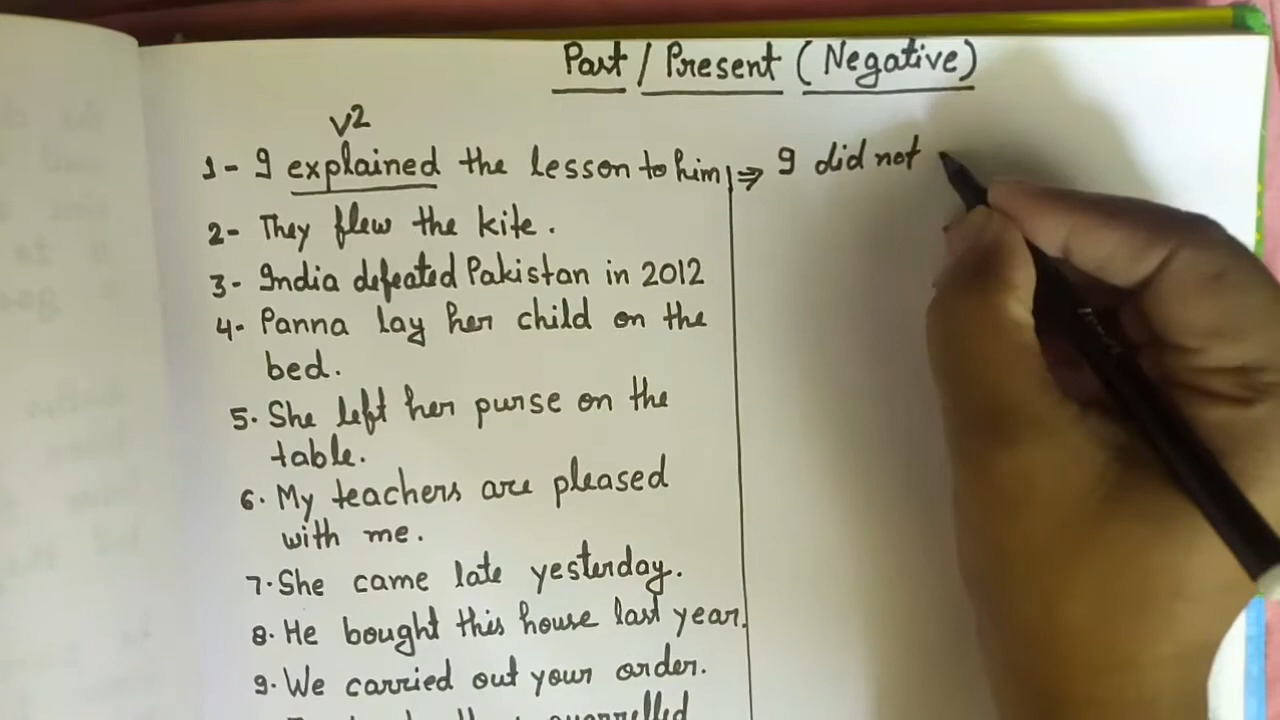 Past / Present (Negative)
v2
1- I explained the lesson to him ⇒ I did not
2- They flew the kite.
3- India defeated Pakistan in 2012
4- Panna lay her child on the
bed.
5. She left her purse on the
table.
6. My teachers are pleased
with me.
7. She came late yesterday.
8. He bought this house last year.
9. We carried out your order.
quarrelled